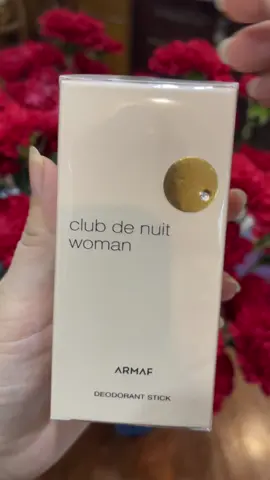 club de nuit
woman
ARMAF
DEODORANT STICK